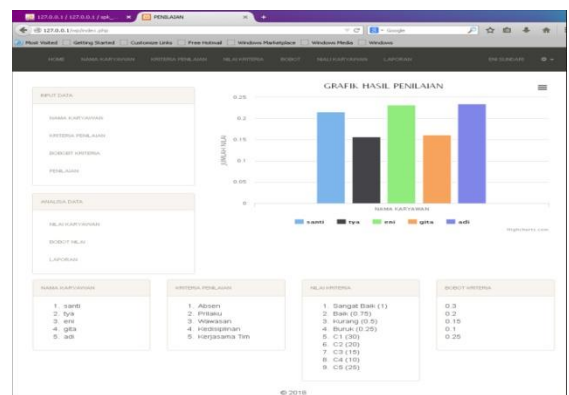 127.0.0.1 / 127.0.0.1 / spk_...
PENILAIAN
127.0.0.1/
/index.php
Google
Most Visited Getting Started Customize Links Free Hotmail Windows Marketplace Windows Media Windows
HOME NAMA KARYAWAN KRITERIA PENILAIAN NILAI KRITERIA BOBOT NILAI KARYAWAN LAPORAN
INPUT DATA
NAMA KARYAWAN
KRITERIA PENILAIAN
BOBOT KRITERIA
PENILAIAN
ANALISA DATA
NILAI KARYAWAN
BOBOT NILAI
LAPORAN
GRAFIK HASIL PENILAIAN
JUMLAH NILAI
0.25
0.2
0.15
0.1
0.05
0
NAMA KARYAWAN
santi tya eni gita adi
Highcharts.com
NAMA KARYAWAN
1. santi
2. tya
3. eni
4. gita
5. adi
KRITERIA PENILAIAN
1. Absen
2. Prilaku
3. Wawasan
4. Kedisiplinan
5. Kerjasama Tim
NILAI KRITERIA
1. Sangat Baik (1)
2. Baik (0.75)
3. Kurang (0.5)
4. Buruk (0.25)
5. C1 (30)
6. C2 (20)
7. C3 (15)
8. C4 (10)
9. C5 (25)
BOBOT KRITERIA
0.3
0.2
0.15
0.1
0.25
© 2018